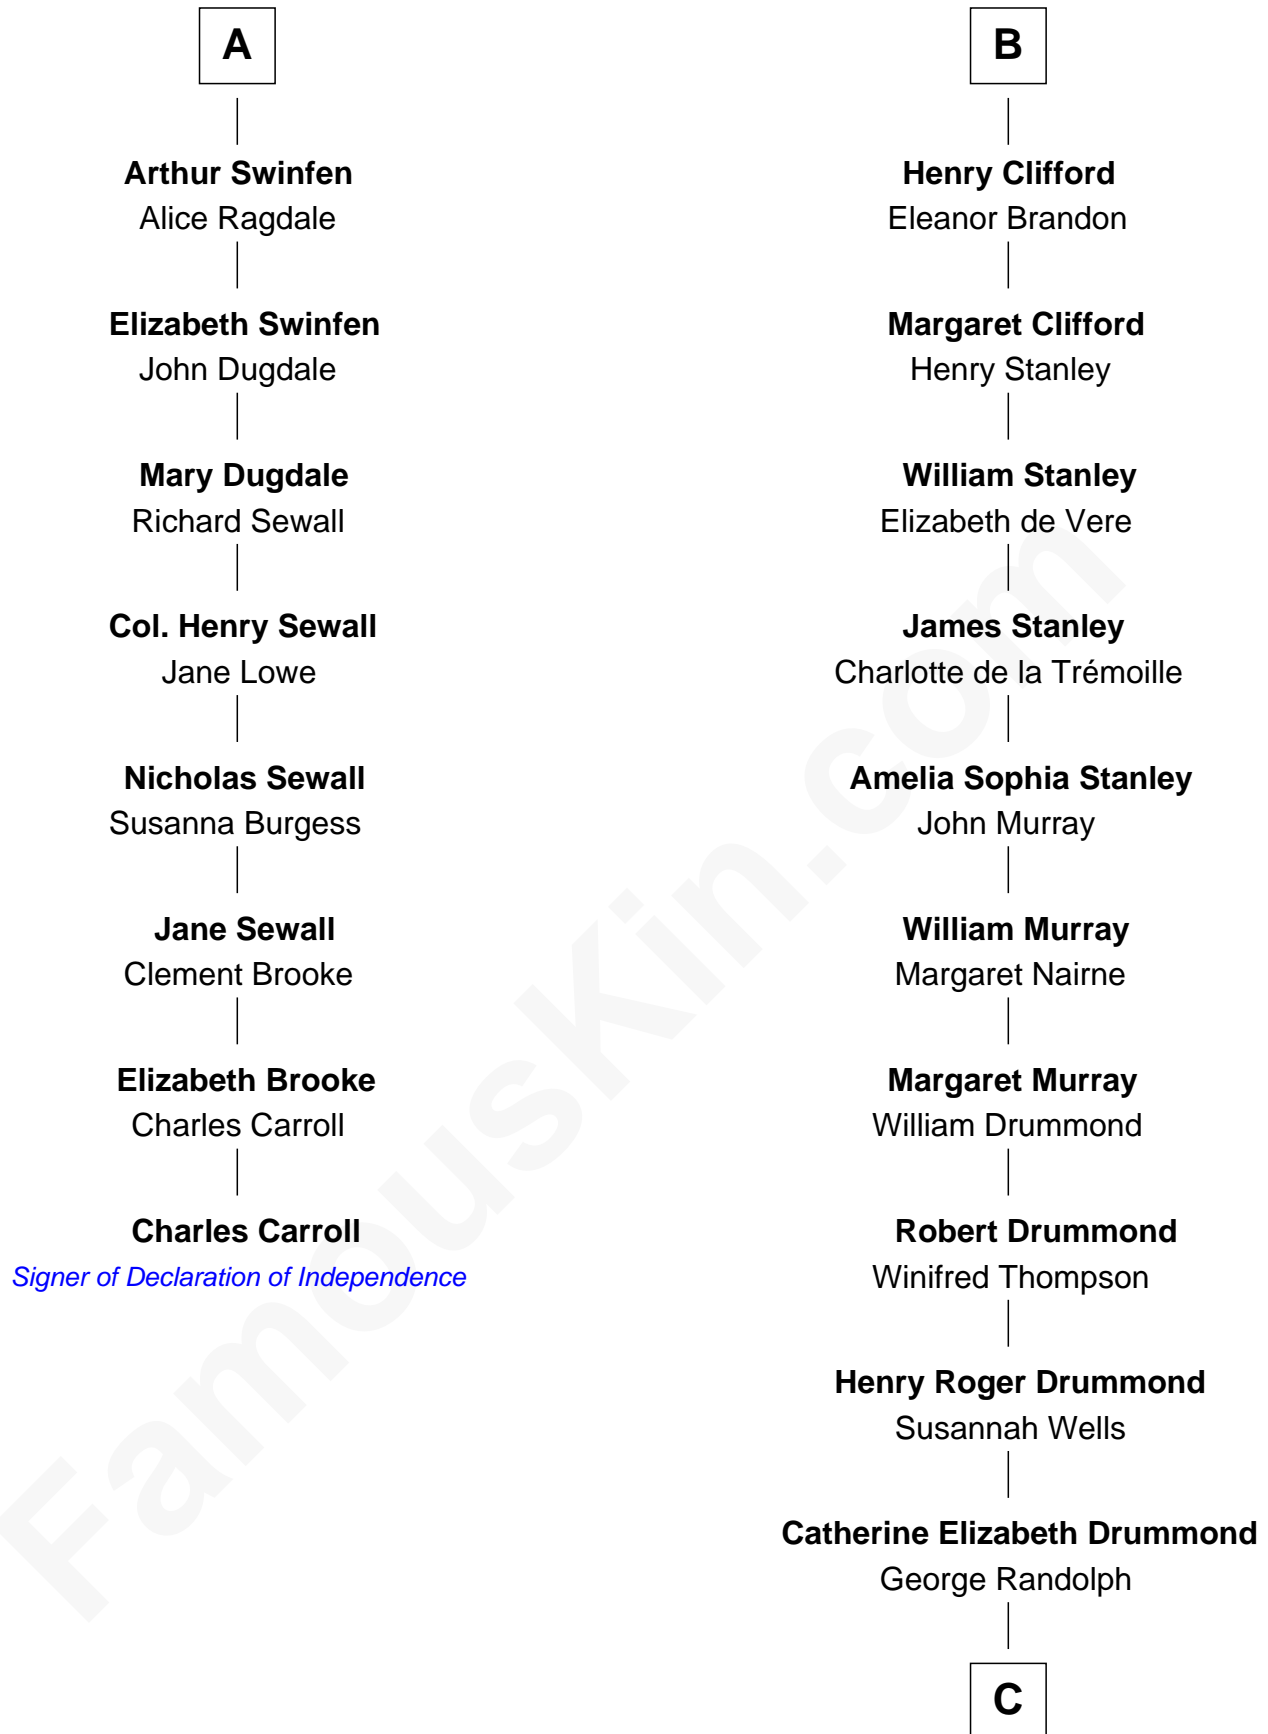 A
Arthur Swinfen
Alice Ragdale
Elizabeth Swinfen
John Dugdale
Mary Dugdale
Richard Sewall
Col. Henry Sewall
Jane Lowe
Nicholas Sewall
Susanna Burgess
Jane Sewall
Clement Brooke
Elizabeth Brooke
Charles Carroll
Charles Carroll
Signer of Declaration of Independence
B
Henry Clifford
Eleanor Brandon
Margaret Clifford
Henry Stanley
William Stanley
Elizabeth de Vere
James Stanley
Charlotte de la Trémoille
Amelia Sophia Stanley
John Murray
William Murray
Margaret Nairne
Margaret Murray
William Drummond
Robert Drummond
Winifred Thompson
Henry Roger Drummond
Susannah Wells
Catherine Elizabeth Drummond
George Randolph
C
FamousKin.com